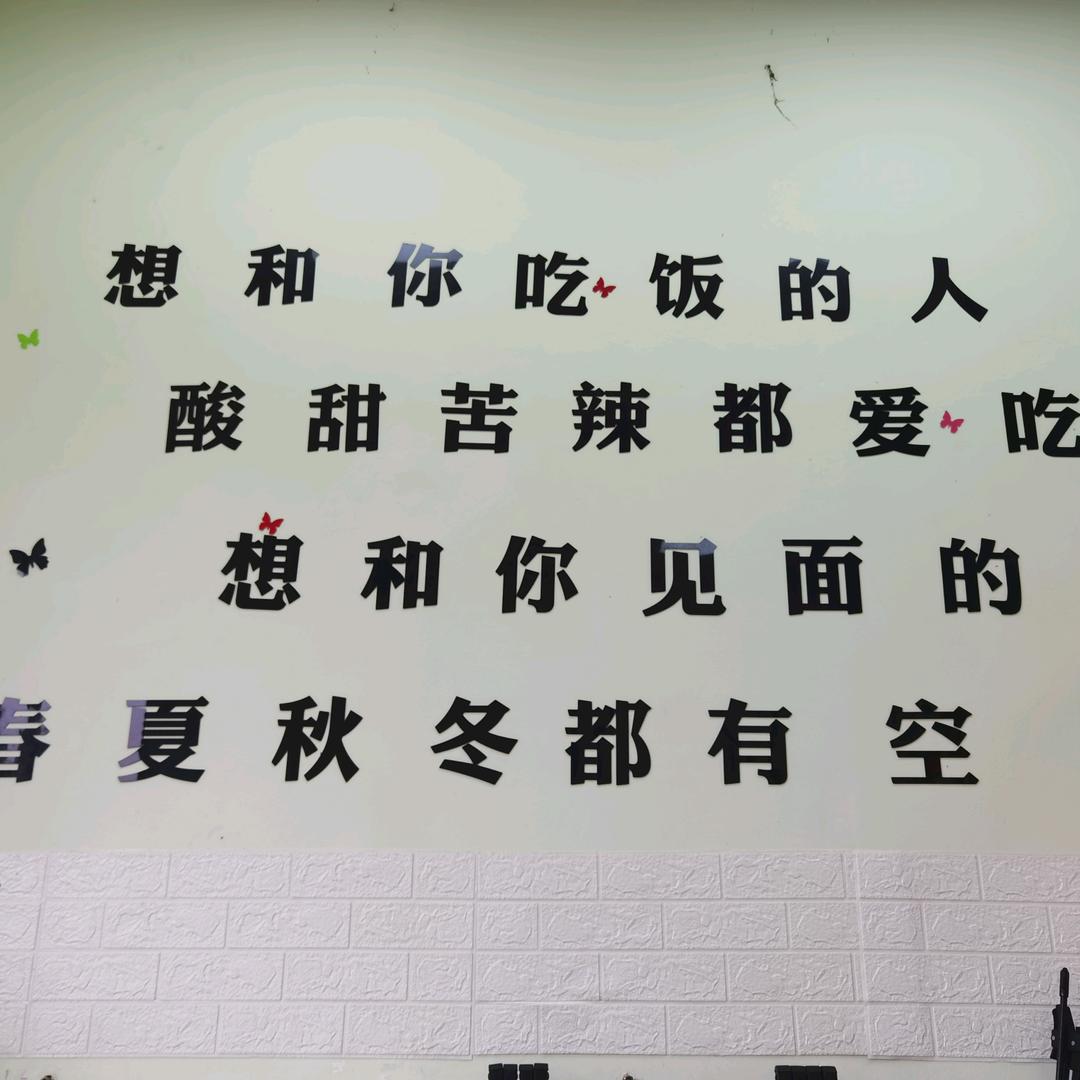 想和你吃饭的人
酸甜苦辣都爱吃
想和你见面的
春夏秋冬都有空